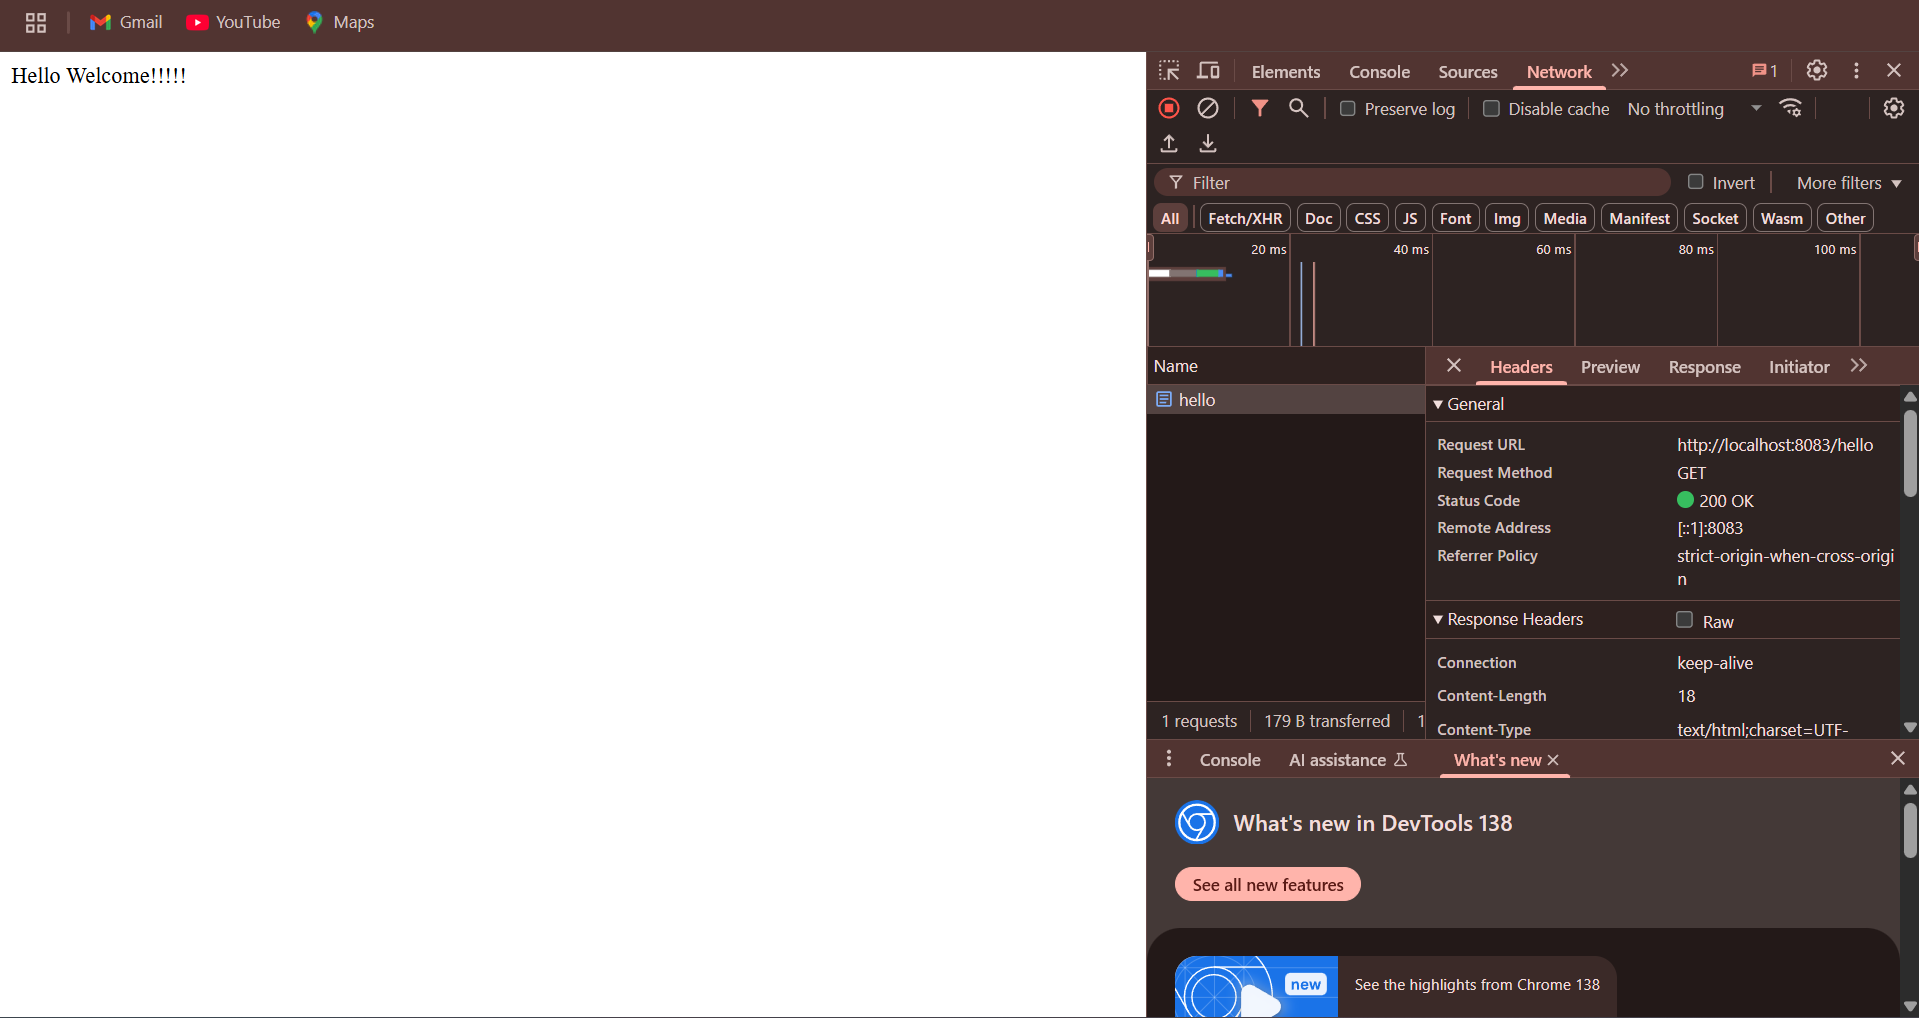 Gmail YouTube Maps
Hello Welcome!!!!!
Elements Console Sources Network 1
Preserve log Disable cache No throttling
Filter Invert More filters
All Fetch/XHR Doc CSS JS Font Img Media Manifest Socket Wasm Other
20 ms 40 ms 60 ms 80 ms 100 ms
Name
hello
1 requests 179 B transferred 1
Headers Preview Response Initiator
General
Request URL http://localhost:8083/hello
Request Method GET
Status Code 200 OK
Remote Address [::1]:8083
Referrer Policy strict-origin-when-cross-origi
n
Response Headers Raw
Connection keep-alive
Content-Length 18
Content-Type text/html;charset=UTF-
Console AI assistance What's new
What's new in DevTools 138
See all new features
new
See the highlights from Chrome 138